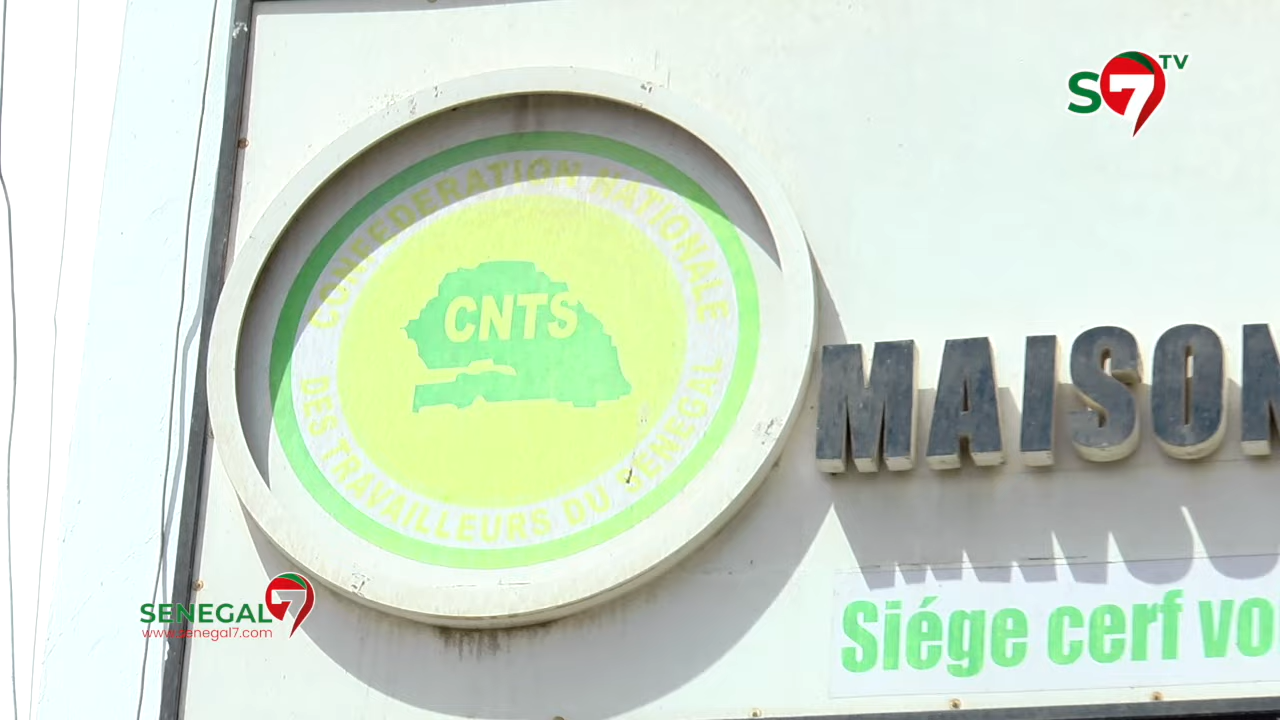 S7 TV
CONFEDERATION NATIONALE
CNTS
DES TRAVAILLEURS DU SENEGAL
MAISON
Siége cerf vo
SENEGAL7
www.senegal7.com